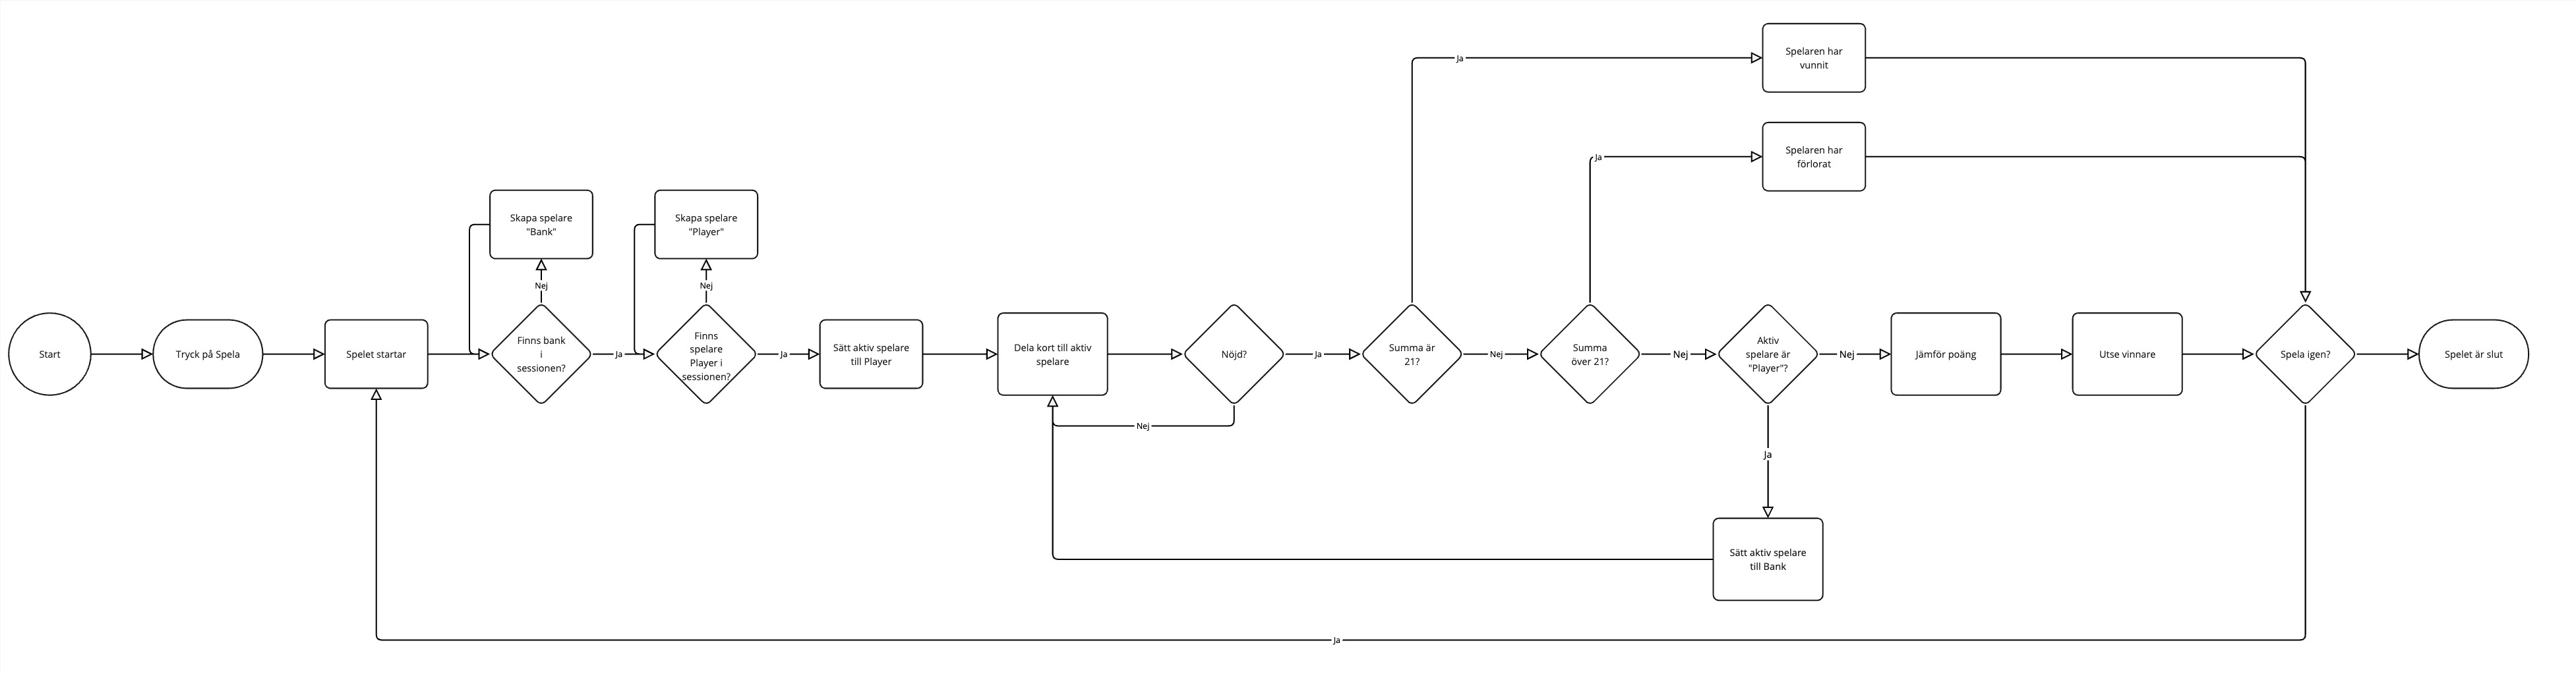 Ja
Spelaren har
vunnit
Ja
Spelaren har
förlorat
Skapa spelare
"Bank"
Skapa spelare
"Player"
Nej
Nej
Start
Tryck på Spela
Spelet startar
Finns bank
i
sessionen?
Ja
Finns
spelare
Player i
sessionen?
Ja
Sätt aktiv spelare
till Player
Dela kort till aktiv
spelare
Nöjd?
Ja
Summa är
21?
Nej
Summa
över 21?
Nej
Aktiv
spelare är
"Player"?
Nej
Jämför poäng
Utse vinnare
Spela igen?
Spelet är slut
Nej
Ja
Sätt aktiv spelare
till Bank
Ja